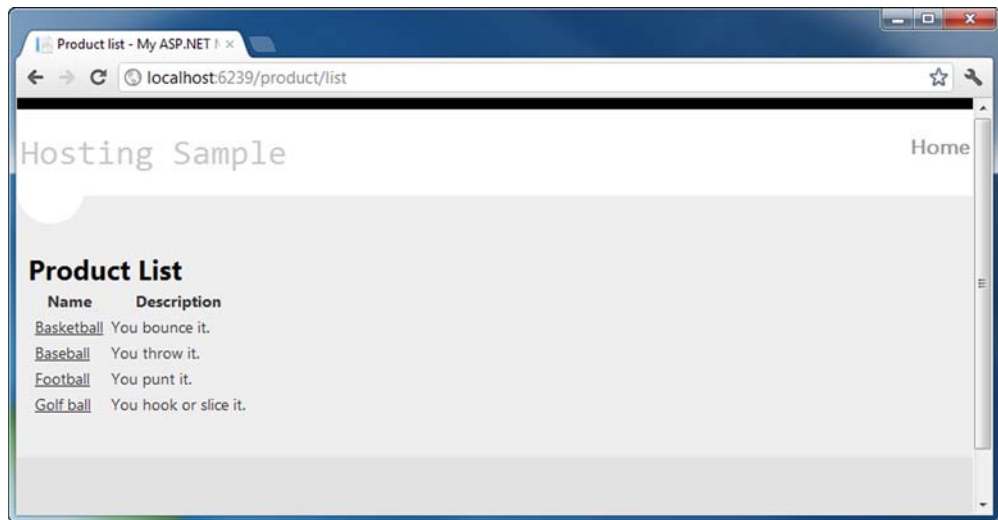 Product list - My ASP.NET
localhost:6239/product/list
Hosting Sample
Home
Product List
Name Description
Basketball You bounce it.
Baseball You throw it.
Football You punt it.
Golf ball You hook or slice it.